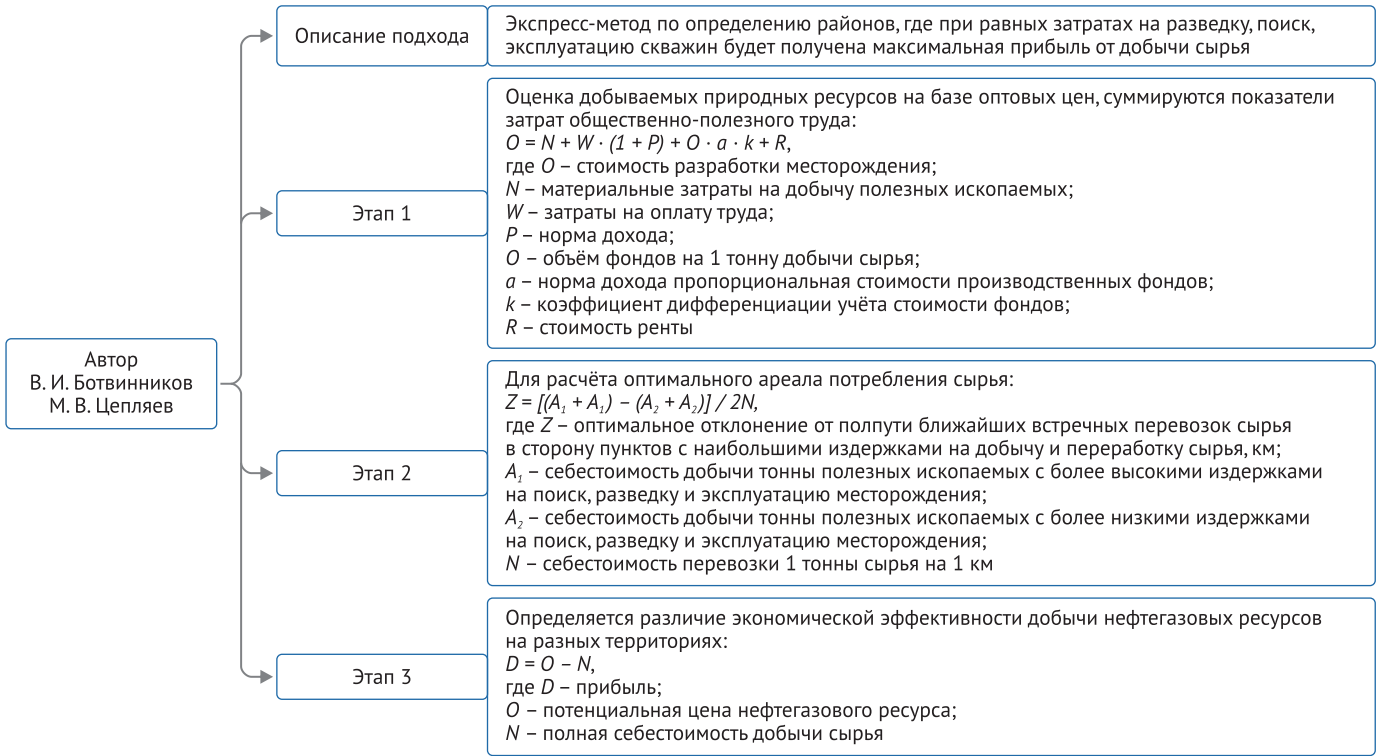 Автор
В. И. Ботвинников
М. В. Цепляев
Описание подхода
Экспресс-метод по определению районов, где при равных затратах на разведку, поиск,
эксплуатацию скважин будет получена максимальная прибыль от добычи сырья
Этап 1
Оценка добываемых природных ресурсов на базе оптовых цен, суммируются показатели
затрат общественно-полезного труда:
O = N + W · (1 + P) + O · a · k + R,
где O – стоимость разработки месторождения;
N – материальные затраты на добычу полезных ископаемых;
W – затраты на оплату труда;
P – норма дохода;
O – объём фондов на 1 тонну добычи сырья;
a – норма дохода пропорциональная стоимости производственных фондов;
k – коэффициент дифференциации учёта стоимости фондов;
R – стоимость ренты
Этап 2
Для расчёта оптимального ареала потребления сырья:
Z = [(A₁ + A₁) – (A₂ + A₂)] / 2N,
где Z – оптимальное отклонение от полпути ближайших встречных перевозок сырья
в сторону пунктов с наибольшими издержками на добычу и переработку сырья, км;
A₁ – себестоимость добычи тонны полезных ископаемых с более высокими издержками
на поиск, разведку и эксплуатацию месторождения;
A₂ – себестоимость добычи тонны полезных ископаемых с более низкими издержками
на поиск, разведку и эксплуатацию месторождения;
N – себестоимость перевозки 1 тонны сырья на 1 км
Этап 3
Определяется различие экономической эффективности добычи нефтегазовых ресурсов
на разных территориях:
D = O – N,
где D – прибыль;
O – потенциальная цена нефтегазового ресурса;
N – полная себестоимость добычи сырья